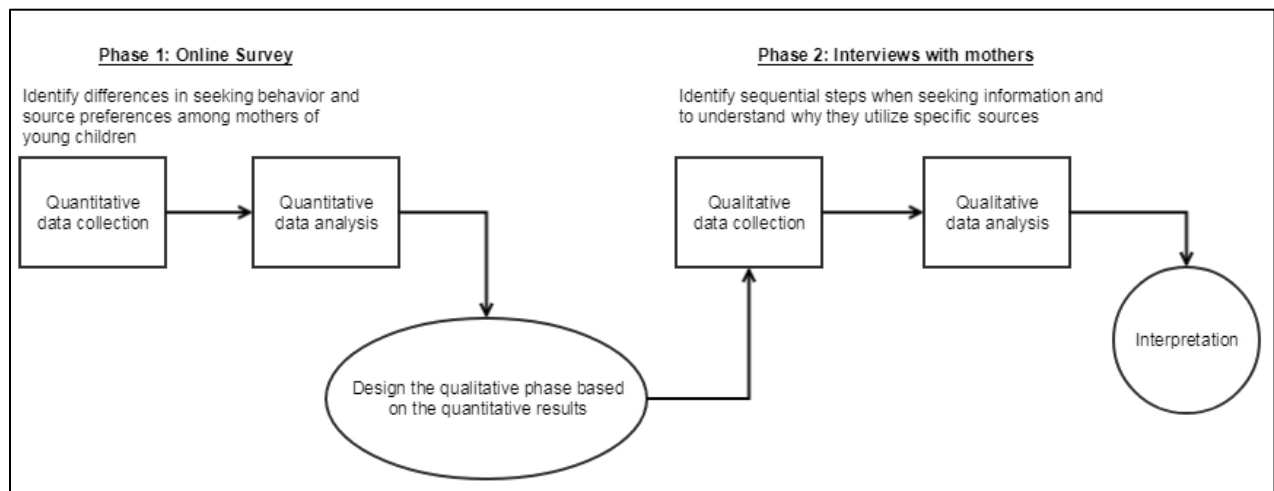 Phase 1: Online Survey
Identify differences in seeking behavior and
source preferences among mothers of
young children
Quantitative
data collection
Quantitative
data analysis
Design the qualitative phase based
on the quantitative results
Phase 2: Interviews with mothers
Identify sequential steps when seeking information and
to understand why they utilize specific sources
Qualitative
data collection
Qualitative
data analysis
Interpretation